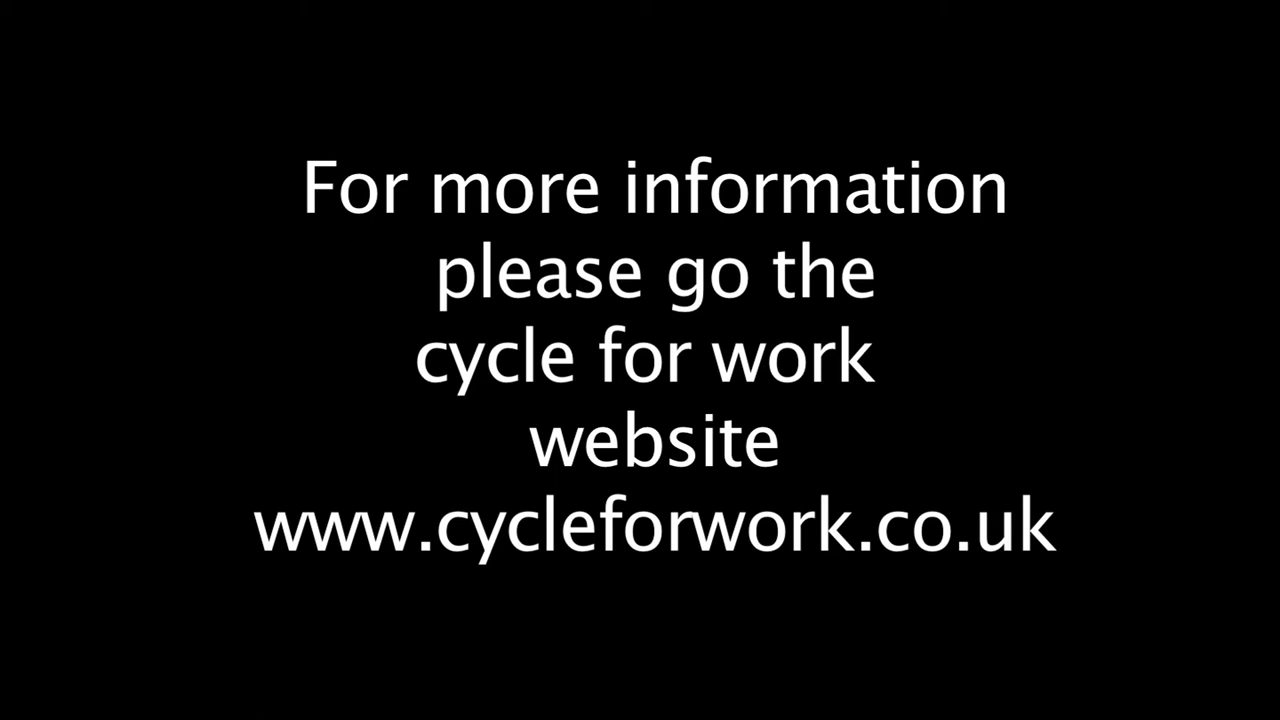 For more information
please go the
cycle for work
website
www.cycleforwork.co.uk